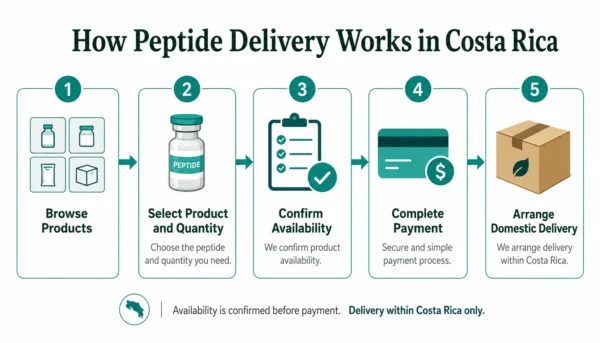 How Peptide Delivery Works in Costa Rica
1
2
3
4
5
PEPTIDE
$
Browse
Products
Select Product
and Quantity
Choose the peptide
and quantity you need.
Confirm
Availability
We confirm product
availability.
Complete
Payment
Secure and simple
payment process.
Arrange
Domestic Delivery
We arrange delivery
within Costa Rica.
Availability is confirmed before payment. Delivery within Costa Rica only.